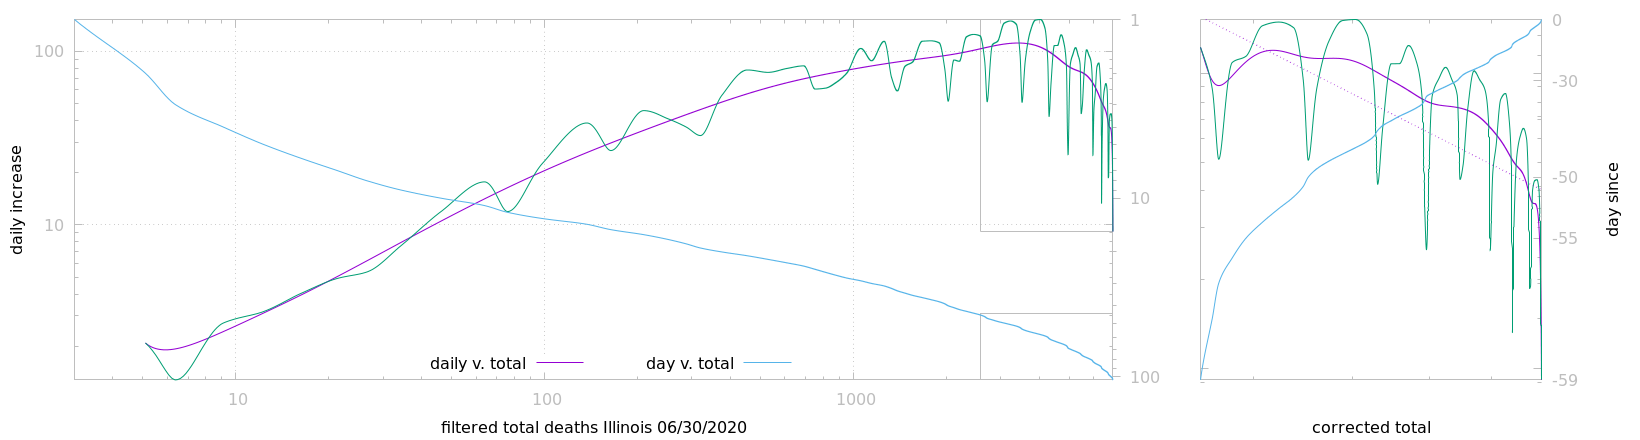 100
10
daily increase
10
100
1000
filtered total deaths Illinois 06/30/2020
daily v. total
day v. total
1
10
100
0
-30
-50
-55
-59
day since
corrected total